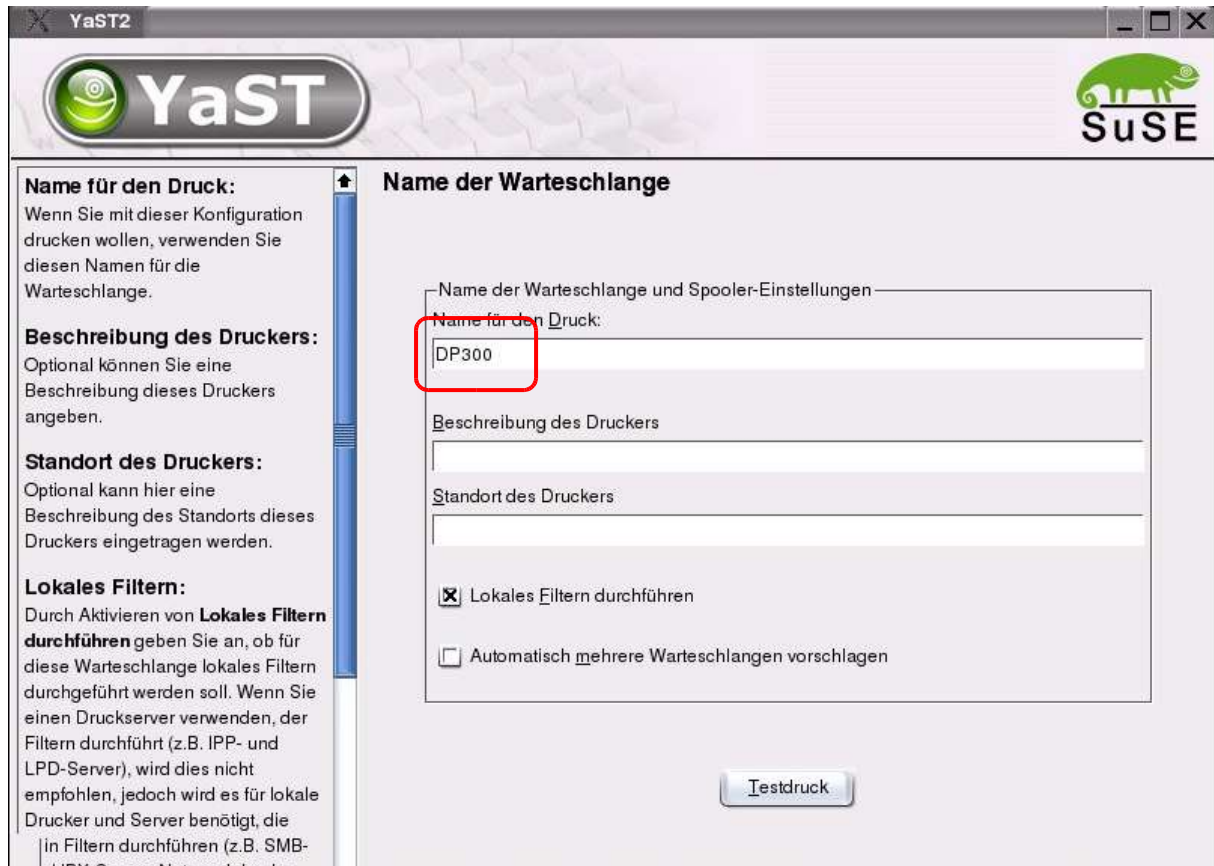 YaST2
YaST
SuSE
Name für den Druck:
Wenn Sie mit dieser Konfiguration
drucken wollen, verwenden Sie
diesen Namen für die
Warteschlange.
Beschreibung des Druckers:
Optional können Sie eine
Beschreibung dieses Druckers
angeben.
Standort des Druckers:
Optional kann hier eine
Beschreibung des Standorts dieses
Druckers eingetragen werden.
Lokales Filtern:
Durch Aktivieren von Lokales Filtern
durchführen geben Sie an, ob für
diese Warteschlange lokales Filtern
durchgeführt werden soll. Wenn Sie
einen Druckserver verwenden, der
Filtern durchführt (z.B. IPP- und
LPD-Server), wird dies nicht
empfohlen, jedoch wird es für lokale
Drucker und Server benötigt, die
in Filtern durchführen (z.B. SMB-
Name der Warteschlange
Name der Warteschlange und Spooler-Einstellungen
Name für den Druck:
DP300
Beschreibung des Druckers
Standort des Druckers
Lokales Filtern durchführen
Automatisch mehrere Warteschlangen vorschlagen
Testdruck